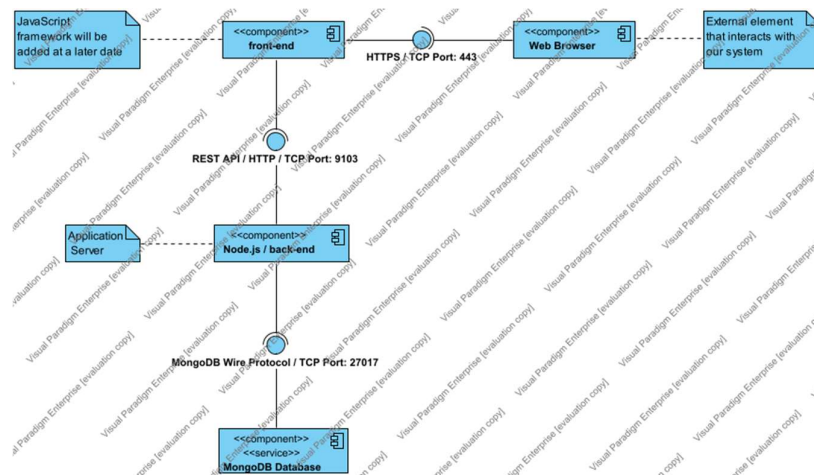 JavaScript
framework will be
added at a later date
<<component>>
front-end
HTTPS / TCP Port: 443
<<component>>
Web Browser
External element
that interacts with
our system
REST API / HTTP / TCP Port: 9103
Application
Server
<<component>>
Node.js / back-end
MongoDB Wire Protocol / TCP Port: 27017
<<component>>
<<service>>
MongoDB Database
Visual Paradigm Enterprise [evaluation copy]